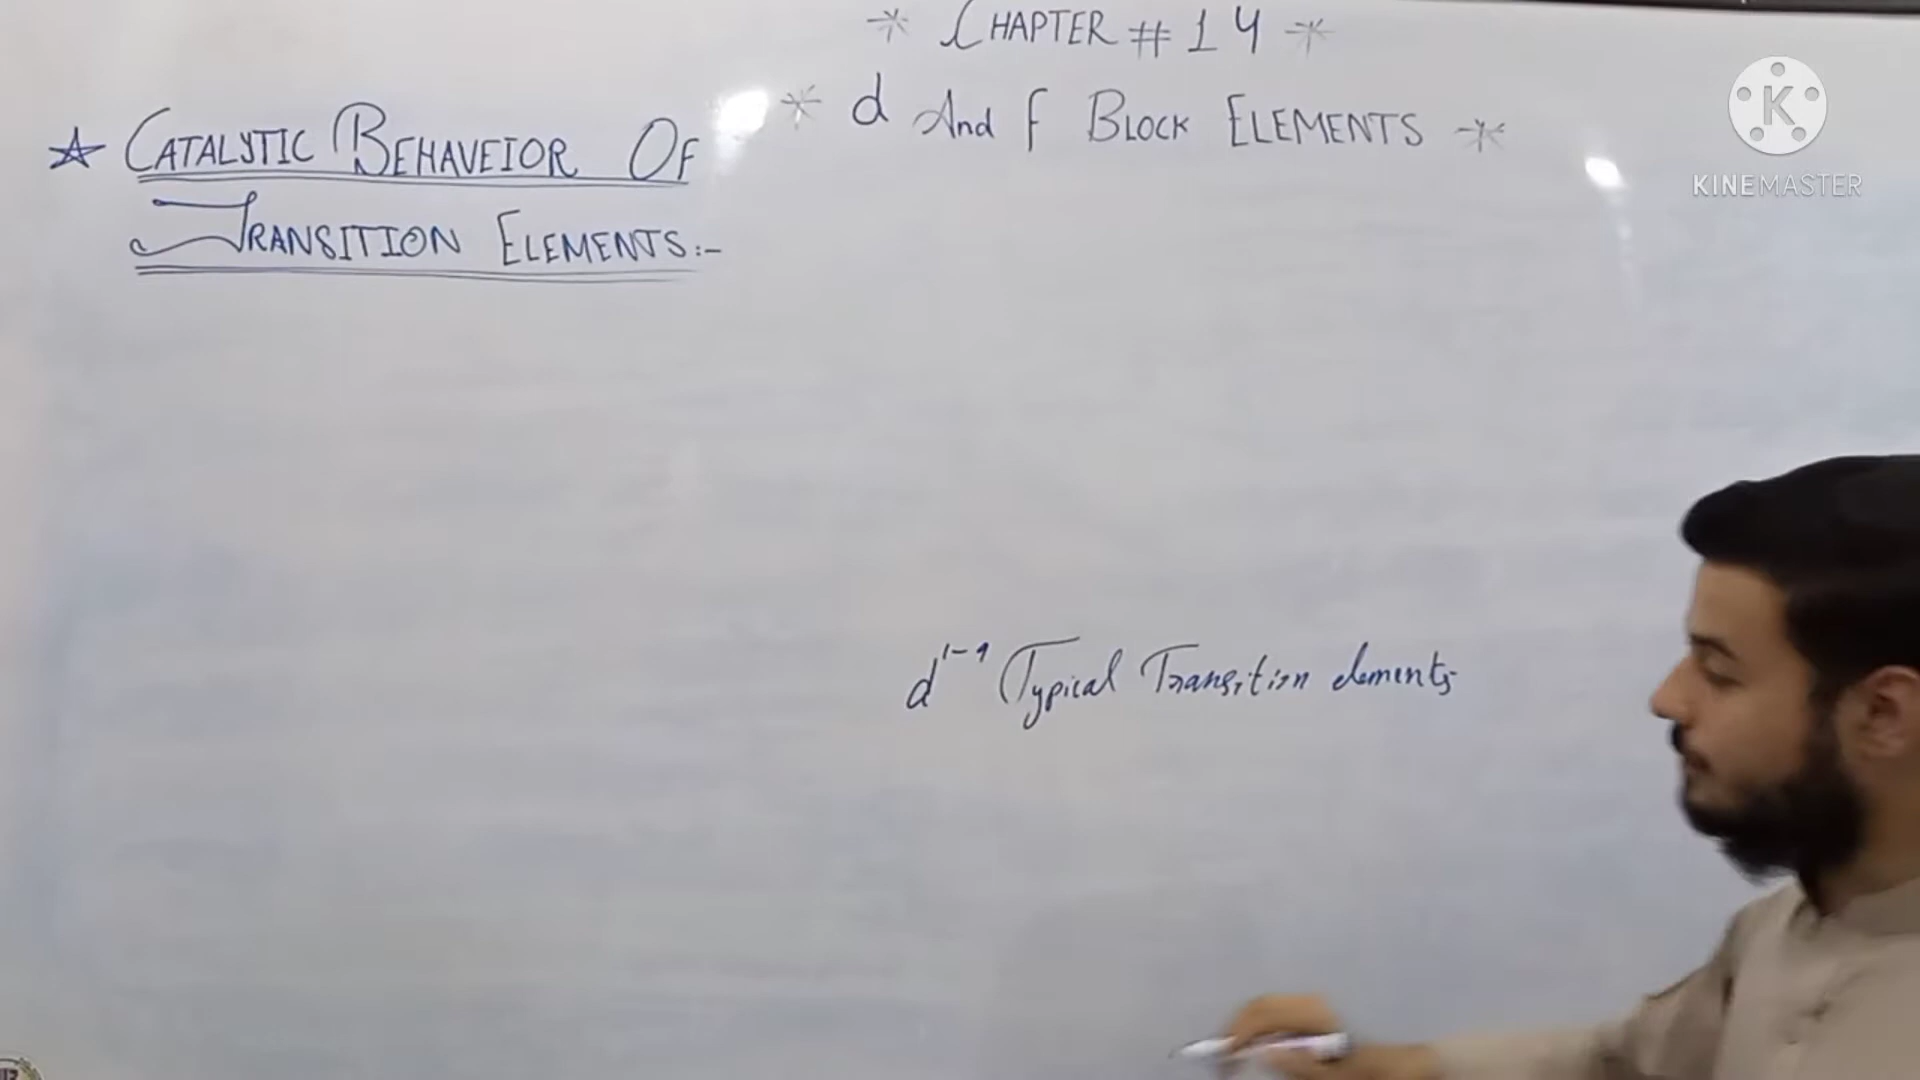 * CHAPTER # 14 *
* d And f BLOCK ELEMENTS *
☆ CATALYTIC BEHAVEIOR OF
TRANSITION ELEMENTS:-
d¹⁻⁹ Typical Transition elements
K
KINEMASTER